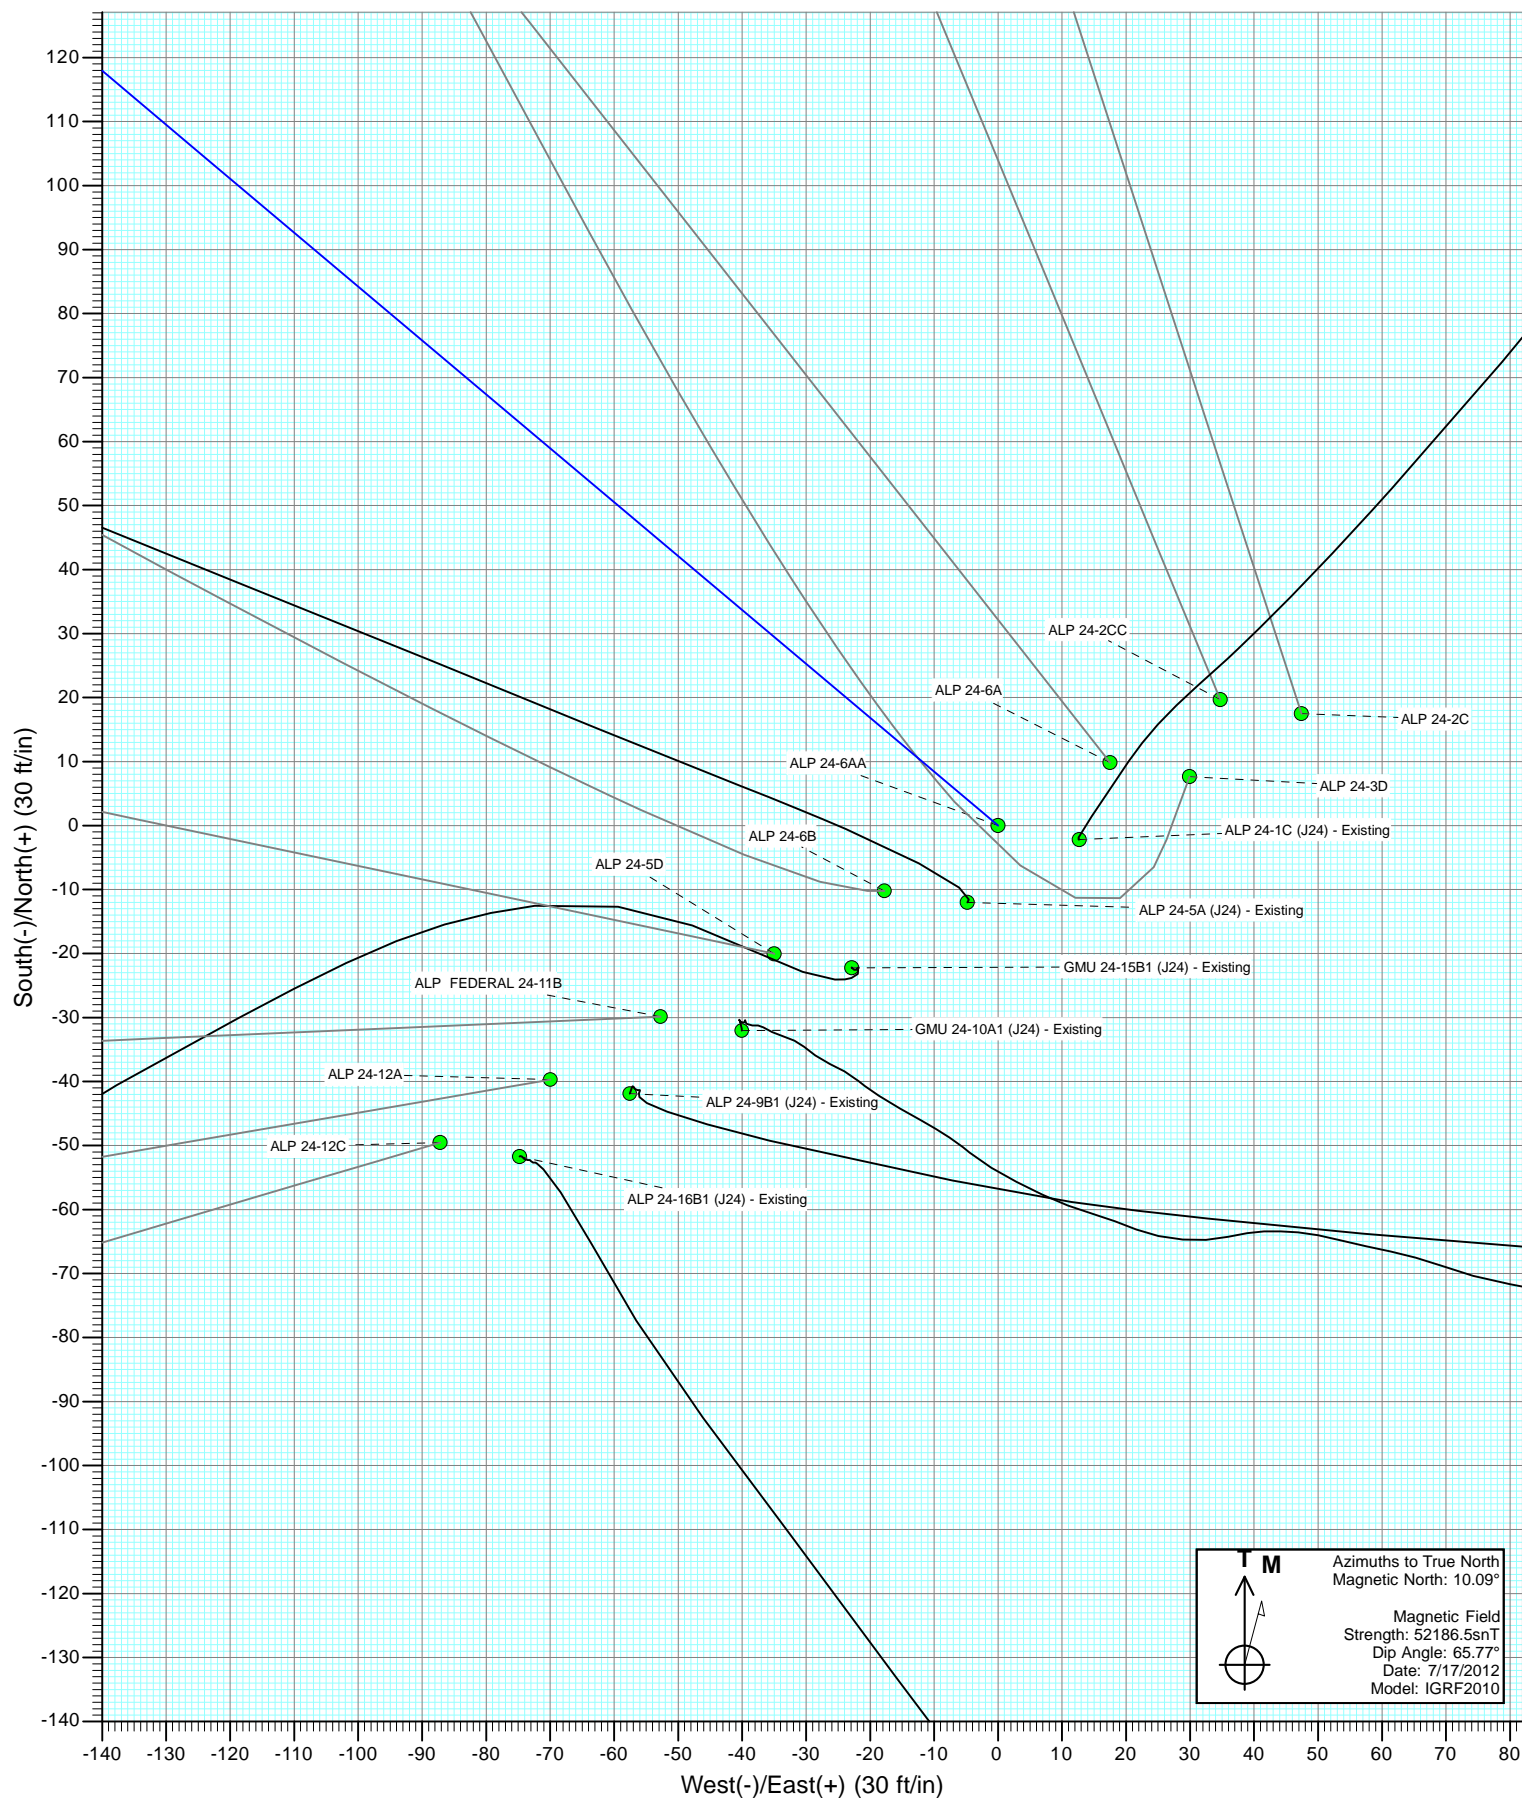 120
110
100
90
80
70
60
50
40
30
20
10
0
-10
-20
-30
-40
-50
-60
-70
-80
-90
-100
-110
-120
-130
-140
South(-)/North(+) (30 ft/in)
ALP 24-2CC
ALP 24-6A
ALP 24-2C
ALP 24-6AA
ALP 24-3D
ALP 24-1C (J24) - Existing
ALP 24-6B
ALP 24-5D
ALP 24-5A (J24) - Existing
GMU 24-15B1 (J24) - Existing
ALP  FEDERAL 24-11B
GMU 24-10A1 (J24) - Existing
ALP 24-12A
ALP 24-9B1 (J24) - Existing
ALP 24-12C
ALP 24-16B1 (J24) - Existing
T M
Azimuths to True North
Magnetic North: 10.09°
Magnetic Field
Strength: 52186.5snT
Dip Angle: 65.77°
Date: 7/17/2012
Model: IGRF2010
-140 -130 -120 -110 -100 -90 -80 -70 -60 -50 -40 -30 -20 -10 0 10 20 30 40 50 60 70 80
West(-)/East(+) (30 ft/in)